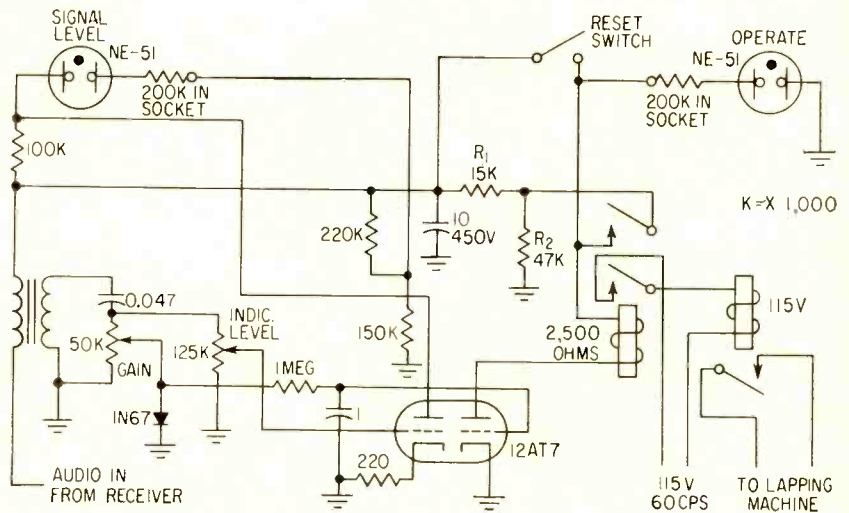 SIGNAL
LEVEL
NE-51
200K IN
SOCKET
RESET
SWITCH
NE-51
OPERATE
200K IN
SOCKET
100K
R1
15K
K=X 1,000
220K
10
450V
R2
47K
0.047
INDIC.
LEVEL
50K
GAIN
125K
1MEG
150K
2,500
OHMS
115V
1N67
1
12AT7
220
AUDIO IN
FROM RECEIVER
115V
60CPS
TO LAPPING
MACHINE